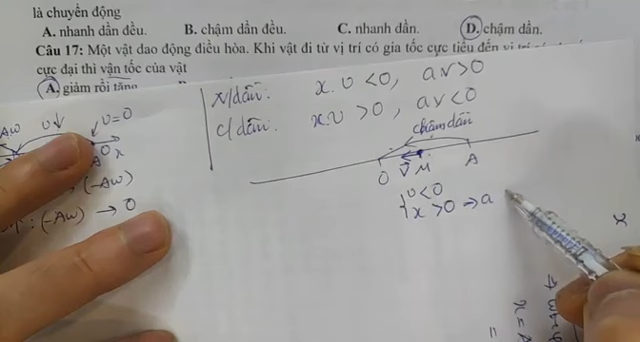 là chuyển động
A. nhanh dần đều. B. chậm dần đều. C. nhanh dần. D. chậm dần.
Câu 17: Một vật dao động điều hòa. Khi vật đi từ vị trí có gia tốc cực tiểu đến vị trí
cực đại thì vận tốc của vật
A. giảm rồi tăng
N/dần: x.v < 0, av > 0
c/dần: x.v > 0, av < 0
chậm dần
O v M A
{v < 0
x > 0 ⇒ a
v↓ v=0
x
(-Aω)
: (-Aω) → 0
x
x =
=